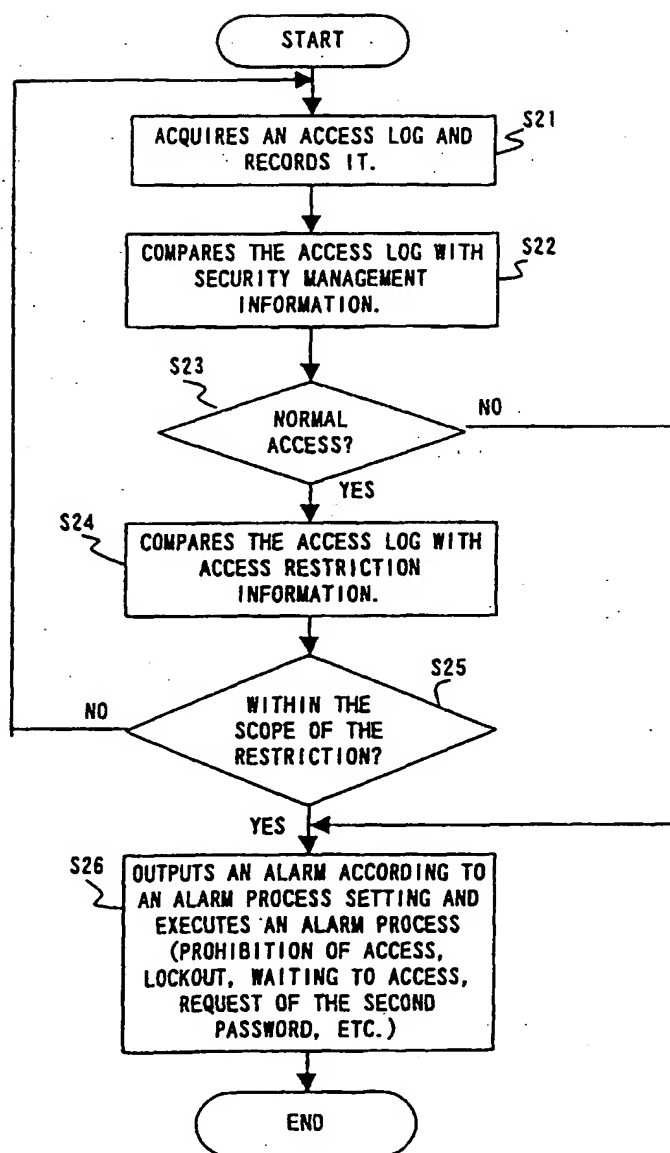 START
S21
ACQUIRES AN ACCESS LOG AND
RECORDS IT.
S22
COMPARES THE ACCESS LOG WITH
SECURITY MANAGEMENT
INFORMATION.
S23
NORMAL
ACCESS?
NO
YES
S24
COMPARES THE ACCESS LOG WITH
ACCESS RESTRICTION
INFORMATION.
S25
WITHIN THE
SCOPE OF THE
RESTRICTION?
NO
YES
S26
OUTPUTS AN ALARM ACCORDING TO
AN ALARM PROCESS SETTING AND
EXECUTES AN ALARM PROCESS
(PROHIBITION OF ACCESS,
LOCKOUT, WAITING TO ACCESS,
REQUEST OF THE SECOND
PASSWORD, ETC.)
END